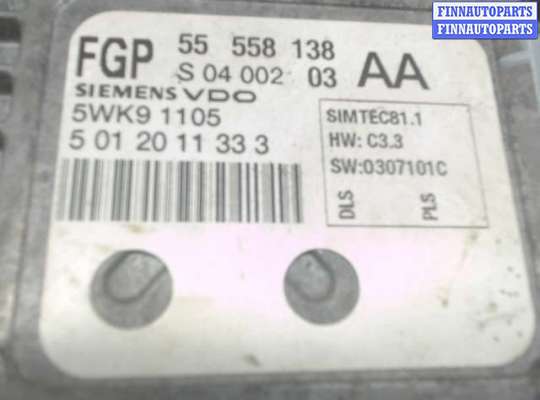 FINNAUTOPARTS
FINNAUTOPARTS
FGP 55 558 138 AA
S 04 002 03
SIEMENS VDO
5WK9 1105
5 01 20 11 33 3
SIMTEC81.1
HW: C3.3
SW:0307101C
DLS PLS